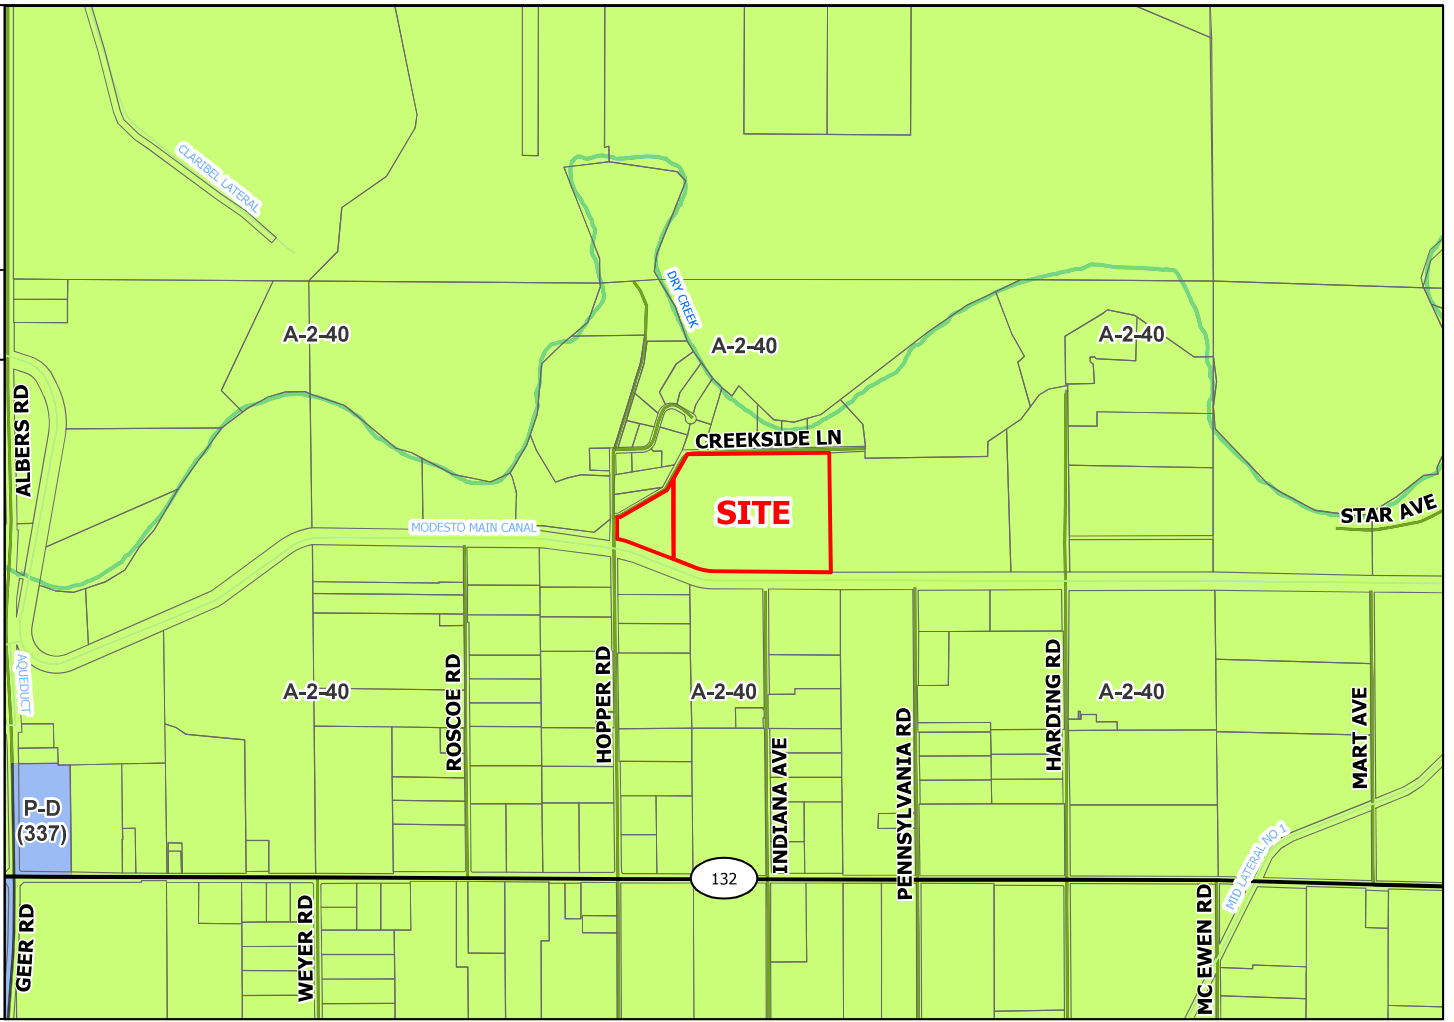 CLARIBEL LATERAL
DRY CREEK
A-2-40
A-2-40
A-2-40
ALBERS RD
CREEKSIDE LN
SITE
STAR AVE
MODESTO MAIN CANAL
AQUEDUCT
A-2-40
A-2-40
A-2-40
ROSCOE RD
HOPPER RD
INDIANA AVE
PENNSYLVANIA RD
HARDING RD
MART AVE
P-D
(337)
MID LATERAL NO 1
132
GEER RD
WEYER RD
MC EWEN RD